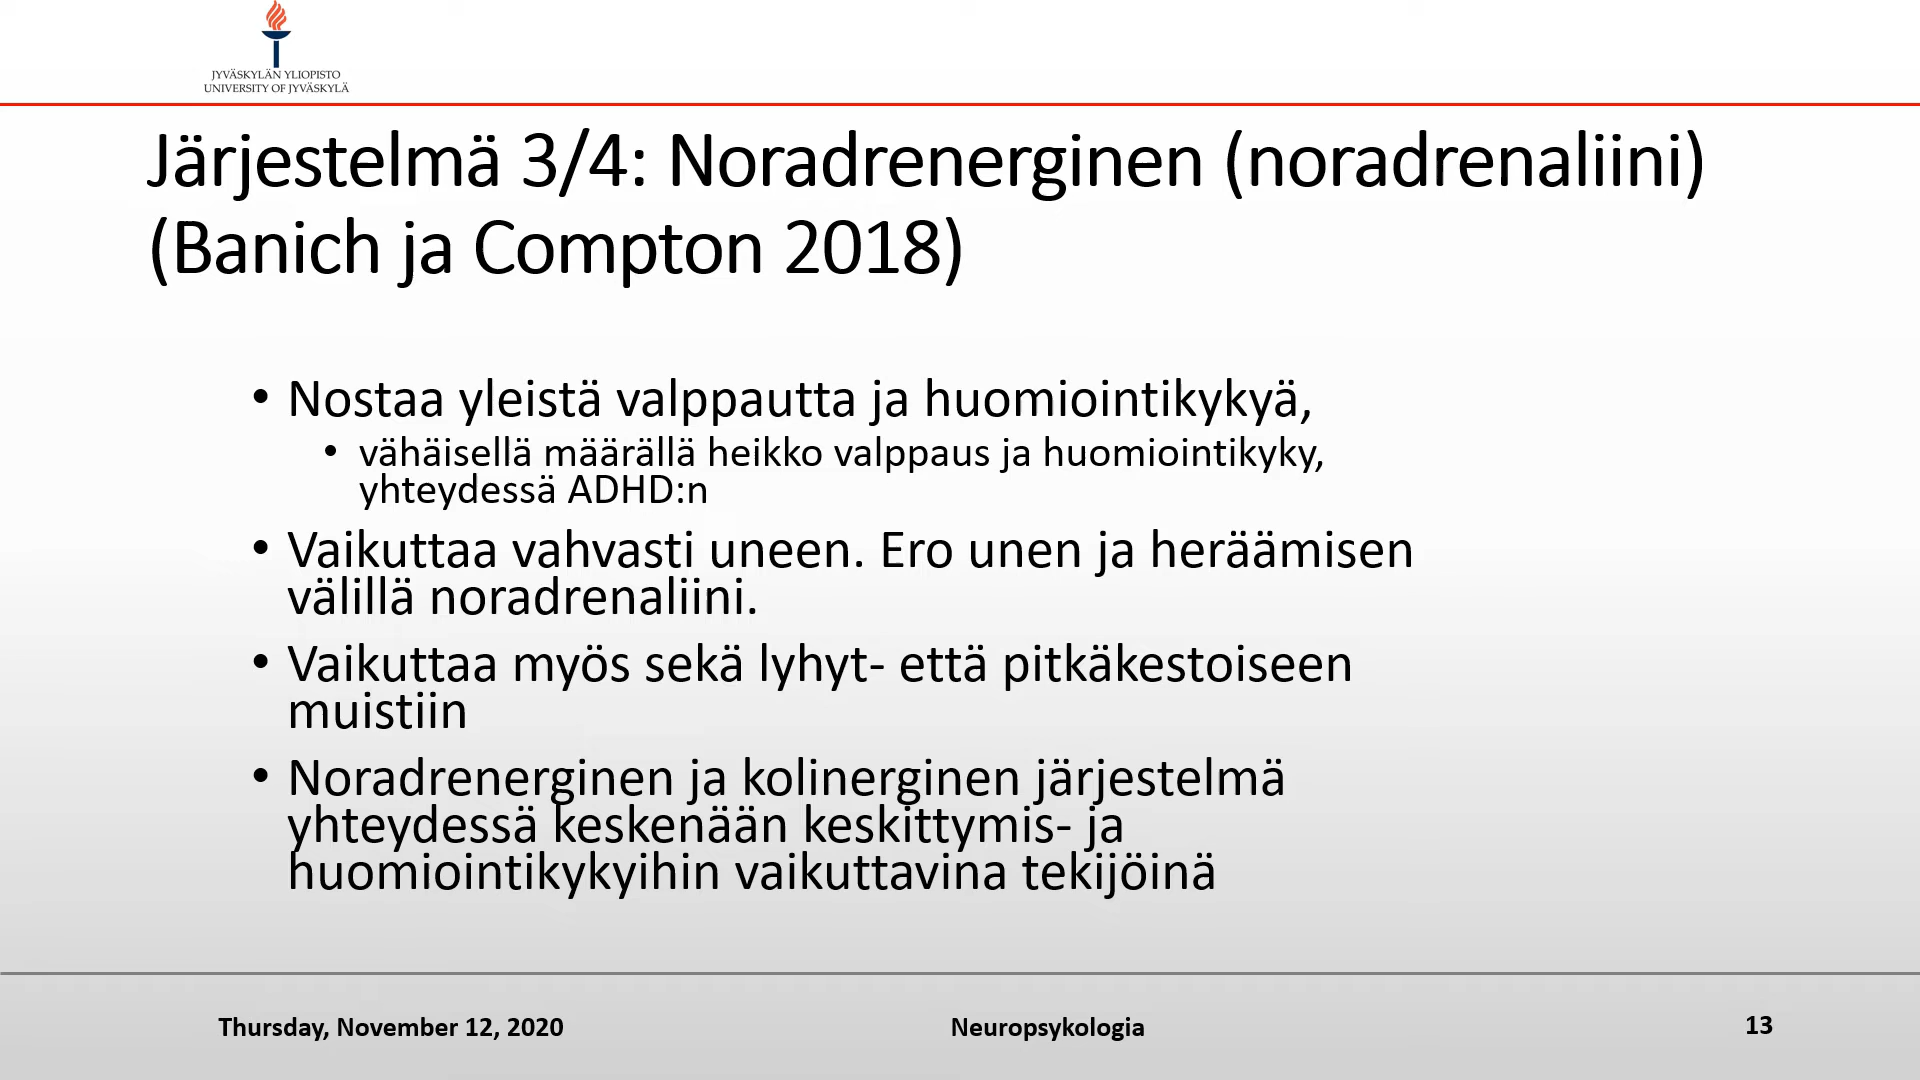 JYVÄSKYLÄN YLIOPISTO
UNIVERSITY OF JYVÄSKYLÄ
Järjestelmä 3/4: Noradrenerginen (noradrenaliini)
(Banich ja Compton 2018)
• Nostaa yleistä valppautta ja huomiointikykyä,
• vähäisellä määrällä heikko valppaus ja huomiointikyky,
yhteydessä ADHD:n
• Vaikuttaa vahvasti uneen. Ero unen ja heräämisen
välillä noradrenaliini.
• Vaikuttaa myös sekä lyhyt- että pitkäkestoiseen
muistiin
• Noradrenerginen ja kolinerginen järjestelmä
yhteydessä keskenään keskittymis- ja
huomiointikykyihin vaikuttavina tekijöinä
Thursday, November 12, 2020
Neuropsykologia
13